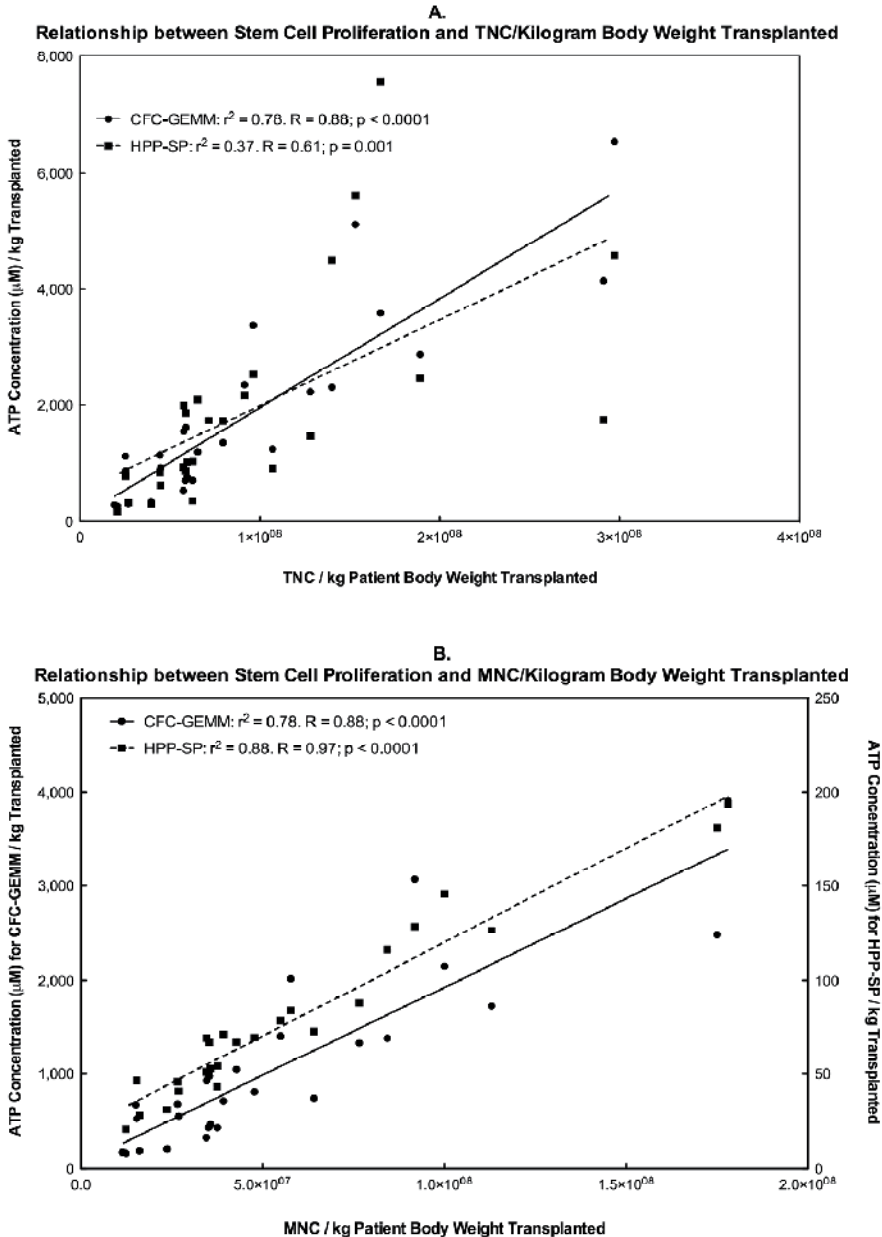 A.
Relationship between Stem Cell Proliferation and TNC/Kilogram Body Weight Transplanted
8,000
6,000
4,000
2,000
0
ATP Concentration (μM) / kg Transplanted
CFC-GEMM: r² = 0.78. R = 0.88; p < 0.0001
HPP-SP: r² = 0.37. R = 0.61; p = 0.001
0
1×10⁰⁸
2×10⁰⁸
3×10⁰⁸
4×10⁰⁸
TNC / kg Patient Body Weight Transplanted
B.
Relationship between Stem Cell Proliferation and MNC/Kilogram Body Weight Transplanted
5,000
4,000
3,000
2,000
1,000
0
ATP Concentration (μM) for CFC-GEMM / kg Transplanted
CFC-GEMM: r² = 0.78. R = 0.88; p < 0.0001
HPP-SP: r² = 0.88. R = 0.97; p < 0.0001
250
200
150
100
50
0
ATP Concentration (μM) for HPP-SP / kg Transplanted
0.0
5.0×10⁰⁷
1.0×10⁰⁸
1.5×10⁰⁸
2.0×10⁰⁸
MNC / kg Patient Body Weight Transplanted